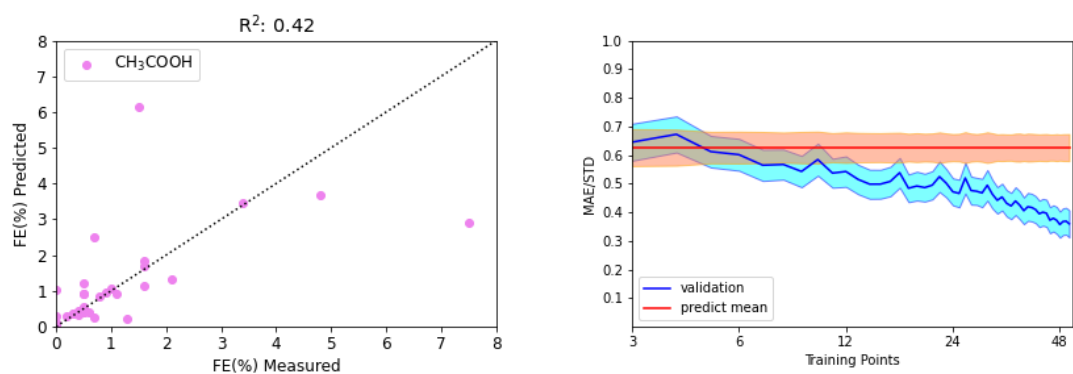 R²: 0.42
8
7
6
5
4
3
2
1
0
FE(%) Predicted
CH₃COOH
0 1 2 3 4 5 6 7 8
FE(%) Measured
1.0
0.9
0.8
0.7
0.6
0.5
0.4
0.3
0.2
0.1
MAE/STD
validation
predict mean
3 6 12 24 48
Training Points